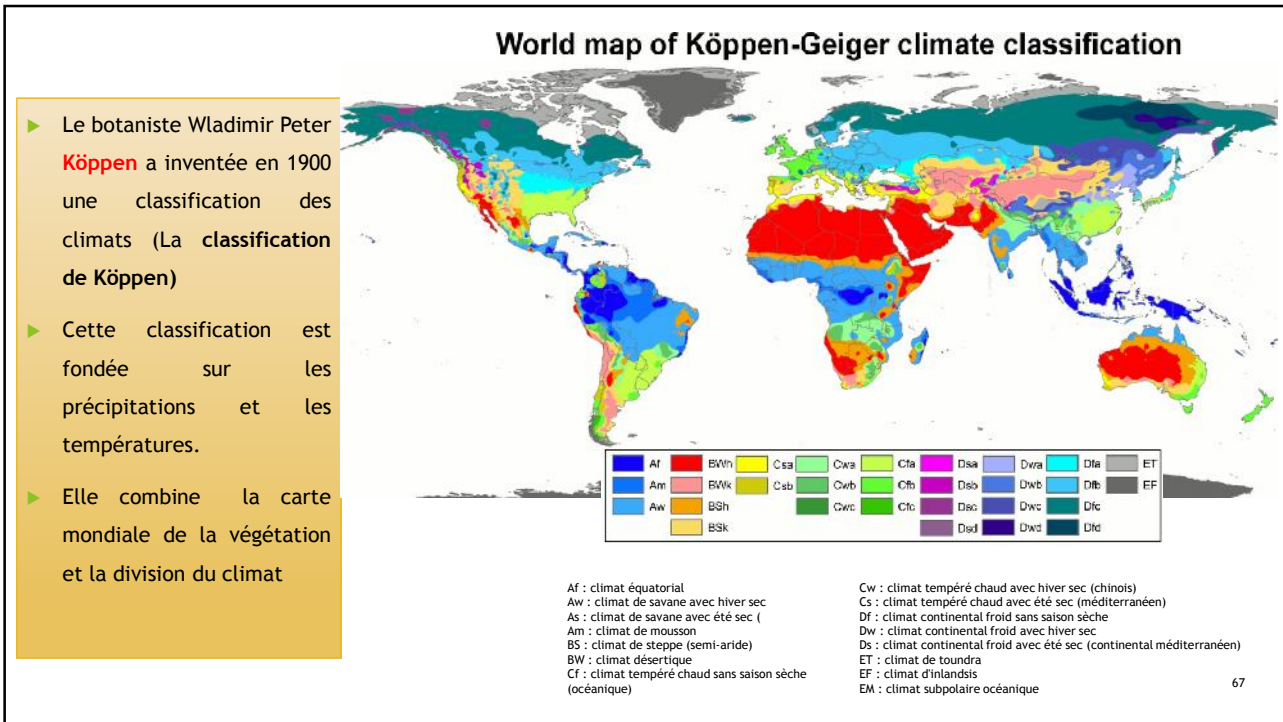 World map of Köppen-Geiger climate classification
Le botaniste Wladimir Peter
Köppen a inventée en 1900
une classification des
climats (La classification
de Köppen)
Cette classification est
fondée sur les
précipitations et les
températures.
Elle combine la carte
mondiale de la végétation
et la division du climat
Af BWh Csa Cwa Cfa Dsa Dwa Dfa ET
Am BWk Csb Cwb Cfb Dsb Dwb Dfb EF
Aw BSh Cwc Cfc Dsc Dwc Dfc
BSk Dsd Dwd Dfd
Af : climat équatorial
Aw : climat de savane avec hiver sec
As : climat de savane avec été sec (
Am : climat de mousson
BS : climat de steppe (semi-aride)
BW : climat désertique
Cf : climat tempéré chaud sans saison sèche
(océanique)
Cw : climat tempéré chaud avec hiver sec (chinois)
Cs : climat tempéré chaud avec été sec (méditerranéen)
Df : climat continental froid sans saison sèche
Dw : climat continental froid avec hiver sec
Ds : climat continental froid avec été sec (continental méditerranéen)
ET : climat de toundra
EF : climat d'inlandsis
EM : climat subpolaire océanique
67